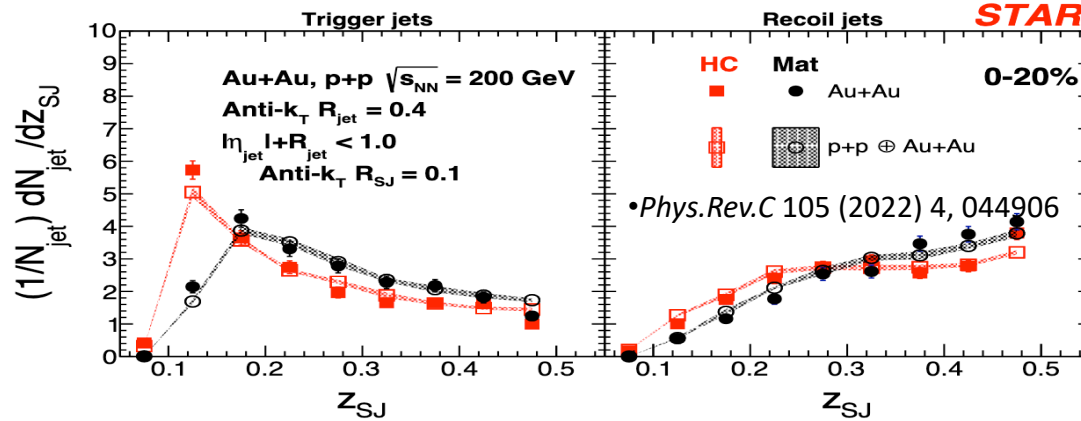 Trigger jets
Recoil jets
STAR
Au+Au, p+p √s_NN = 200 GeV
Anti-k_T R_jet = 0.4
|η_jet|+R_jet < 1.0
Anti-k_T R_SJ = 0.1
HC Mat
0-20%
Au+Au
p+p ⊕ Au+Au
•Phys.Rev.C 105 (2022) 4, 044906
(1/N_jet) dN_jet/dz_SJ
10
9
8
7
6
5
4
3
2
1
0
0.1 0.2 0.3 0.4 0.5
0.1 0.2 0.3 0.4 0.5
z_SJ
z_SJ